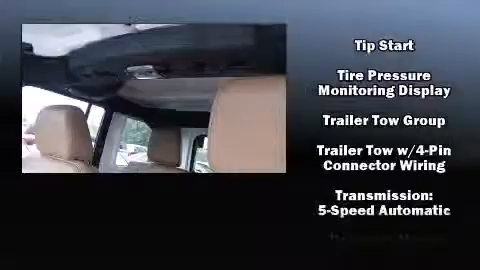 Tip Start
Tire Pressure
Monitoring Display
Trailer Tow Group
Trailer Tow w/4-Pin
Connector Wiring
Transmission:
5-Speed Automatic